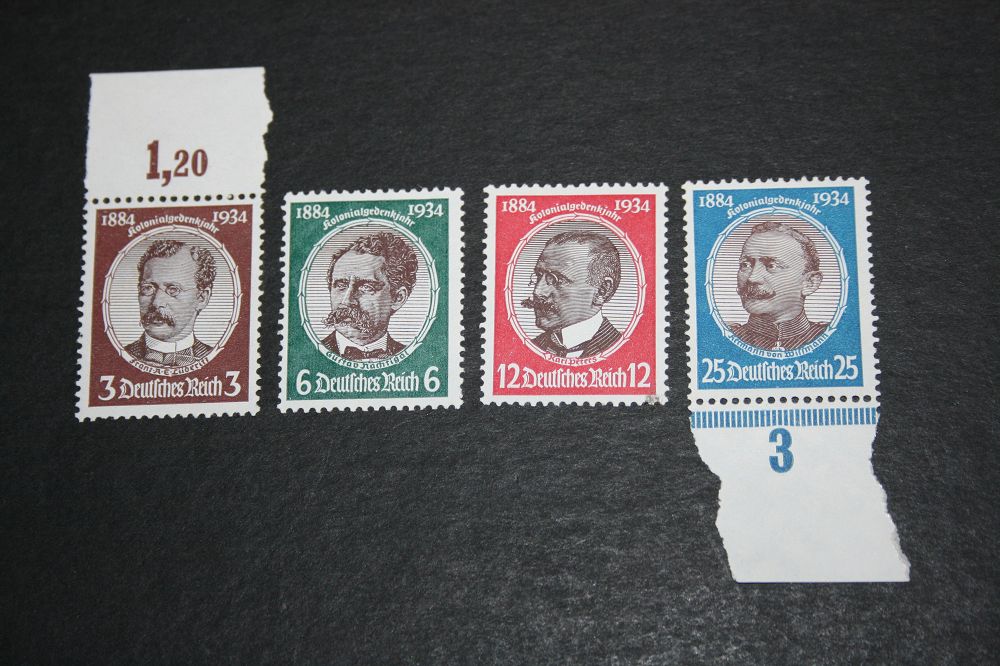 1,20
1884 1934
Kolonialgedenkjahr
Franz A.E. Lüderitz
3 Deutsches Reich 3
1884 1934
Kolonialgedenkjahr
Gustav Nachtigal
6 Deutsches Reich 6
1884 1934
Kolonialgedenkjahr
Karl Peters
12 Deutsches Reich 12
1884 1934
Kolonialgedenkjahr
Hermann von Wissmann
25 Deutsches Reich 25
3